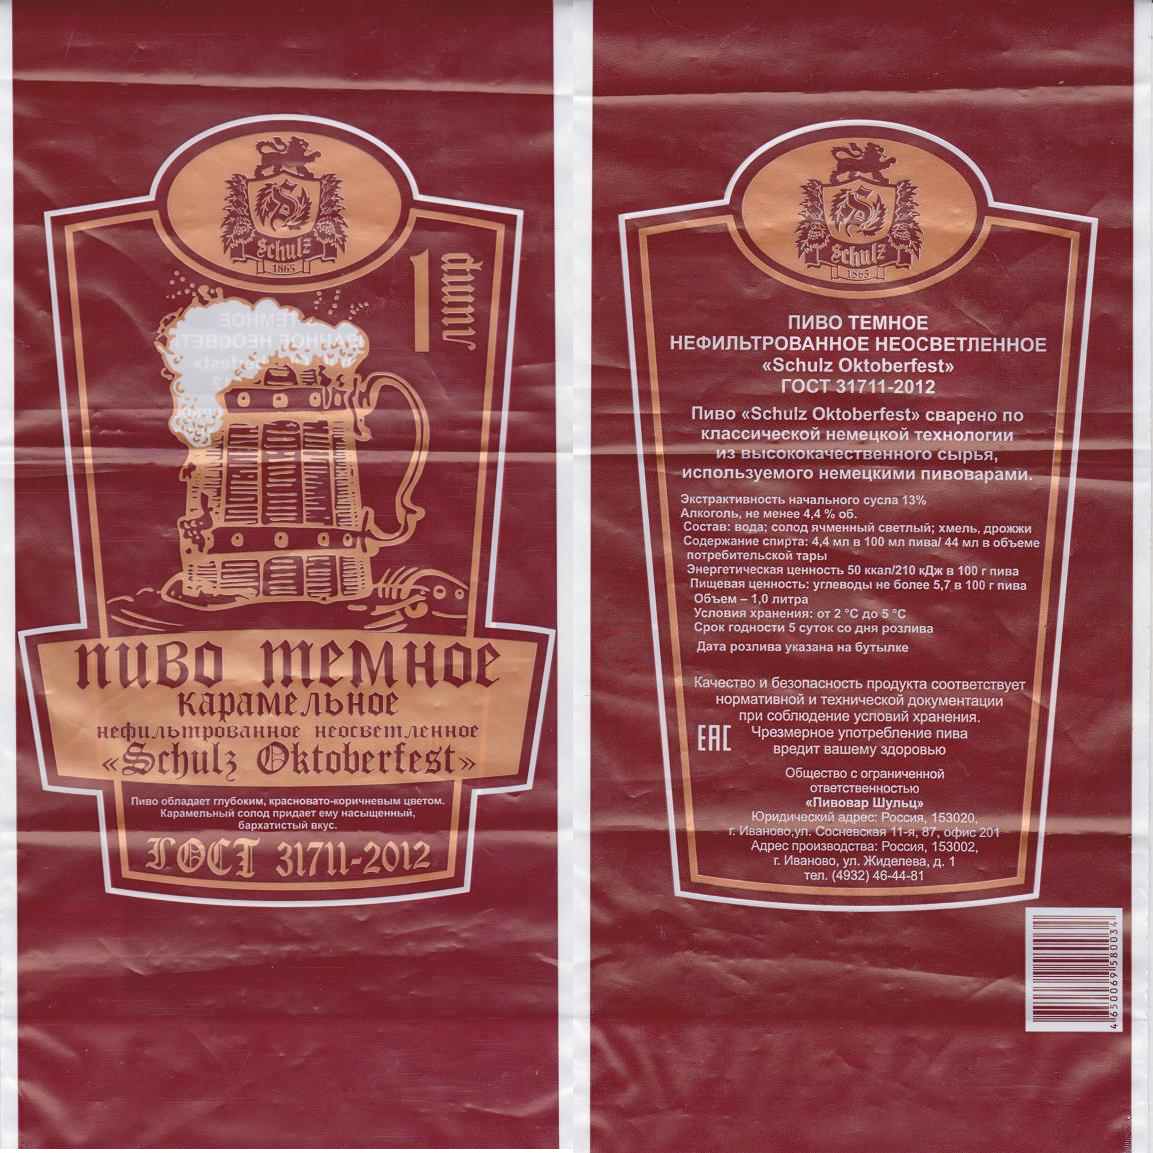 Schulz
1865
1 литр
пиво темное
карамельное
нефильтрованное неосветленное
«Schulz Oktoberfest»
Пиво обладает глубоким, красновато-коричневым цветом.
Карамельный солод придает ему насыщенный,
бархатистый вкус.
ГОСТ 31711-2012
Schulz
1865
ПИВО ТЕМНОЕ
НЕФИЛЬТРОВАННОЕ НЕОСВЕТЛЕННОЕ
«Schulz Oktoberfest»
ГОСТ 31711-2012
Пиво «Schulz Oktoberfest» сварено по
классической немецкой технологии
из высококачественного сырья,
используемого немецкими пивоварами.
Экстрактивность начального сусла 13%
Алкоголь, не менее 4,4 % об.
Состав: вода; солод ячменный светлый; хмель, дрожжи
Содержание спирта: 4,4 мл в 100 мл пива/ 44 мл в объеме
потребительской тары
Энергетическая ценность 50 ккал/210 кДж в 100 г пива
Пищевая ценность: углеводы не более 5,7 в 100 г пива
Объем – 1,0 литра
Условия хранения: от 2 °С до 5 °С
Срок годности 5 суток со дня розлива
Дата розлива указана на бутылке
Качество и безопасность продукта соответствует
нормативной и технической документации
при соблюдение условий хранения.
EAC
Чрезмерное употребление пива
вредит вашему здоровью
Общество с ограниченной
ответственностью
«Пивовар Шульц»
Юридический адрес: Россия, 153020,
г. Иваново,ул. Сосневская 11-я, 87, офис 201
Адрес производства: Россия, 153002,
г. Иваново, ул. Жиделева, д. 1
тел. (4932) 46-44-81
4 650069 580034